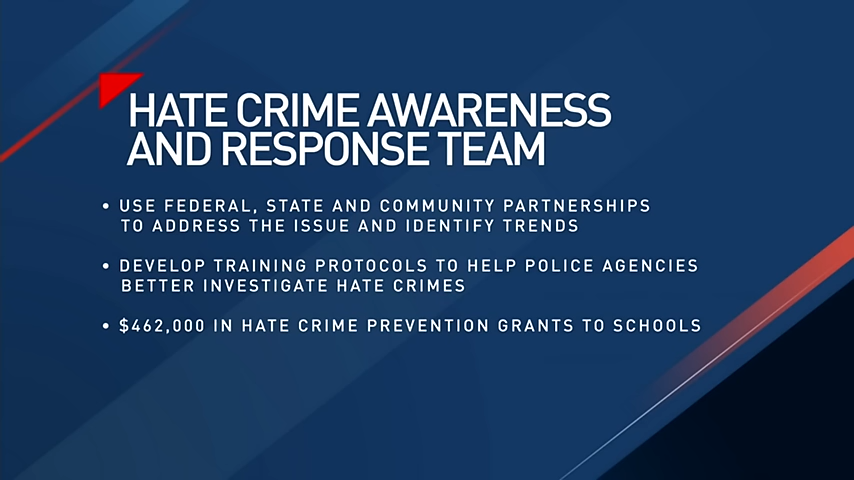 HATE CRIME AWARENESS
AND RESPONSE TEAM
• USE FEDERAL, STATE AND COMMUNITY PARTNERSHIPS
TO ADDRESS THE ISSUE AND IDENTIFY TRENDS
• DEVELOP TRAINING PROTOCOLS TO HELP POLICE AGENCIES
BETTER INVESTIGATE HATE CRIMES
• $462,000 IN HATE CRIME PREVENTION GRANTS TO SCHOOLS